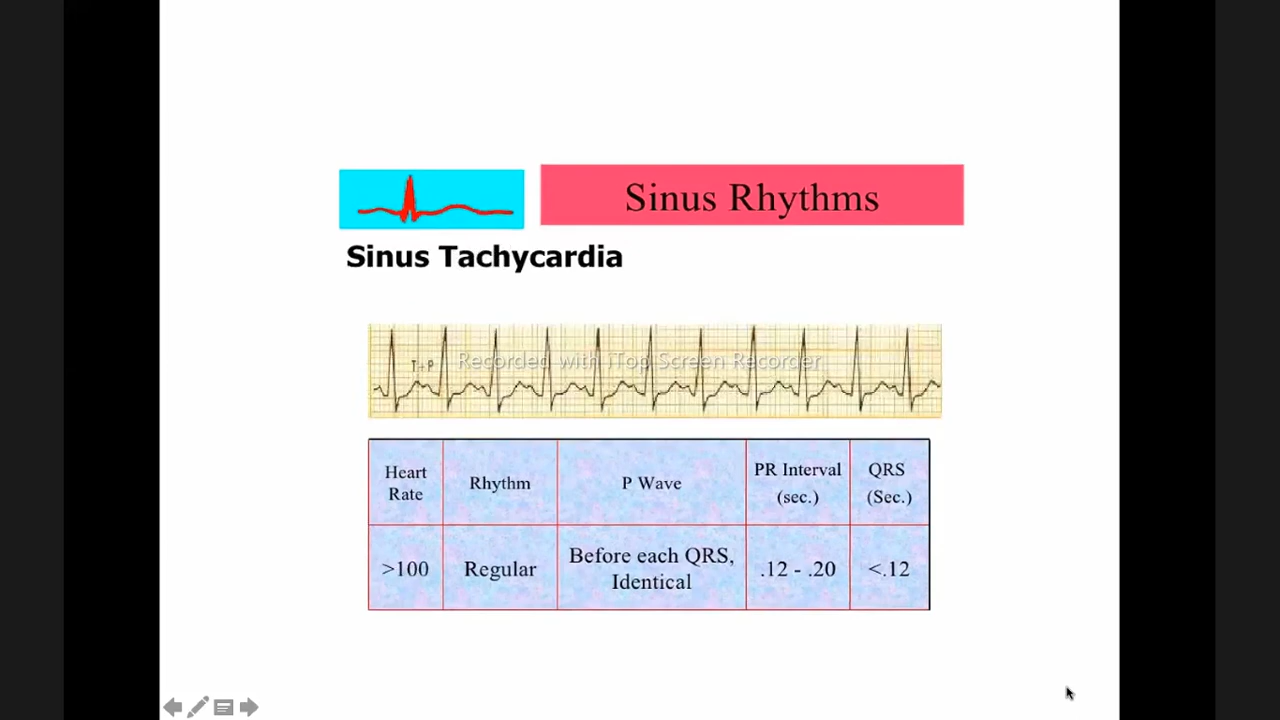 Sinus Rhythms
Sinus Tachycardia
T+P
Recorded with iTop Screen Recorder
Heart
Rate
Rhythm
P Wave
PR Interval
(sec.)
QRS
(Sec.)
>100
Regular
Before each QRS,
Identical
.12 - .20
<.12